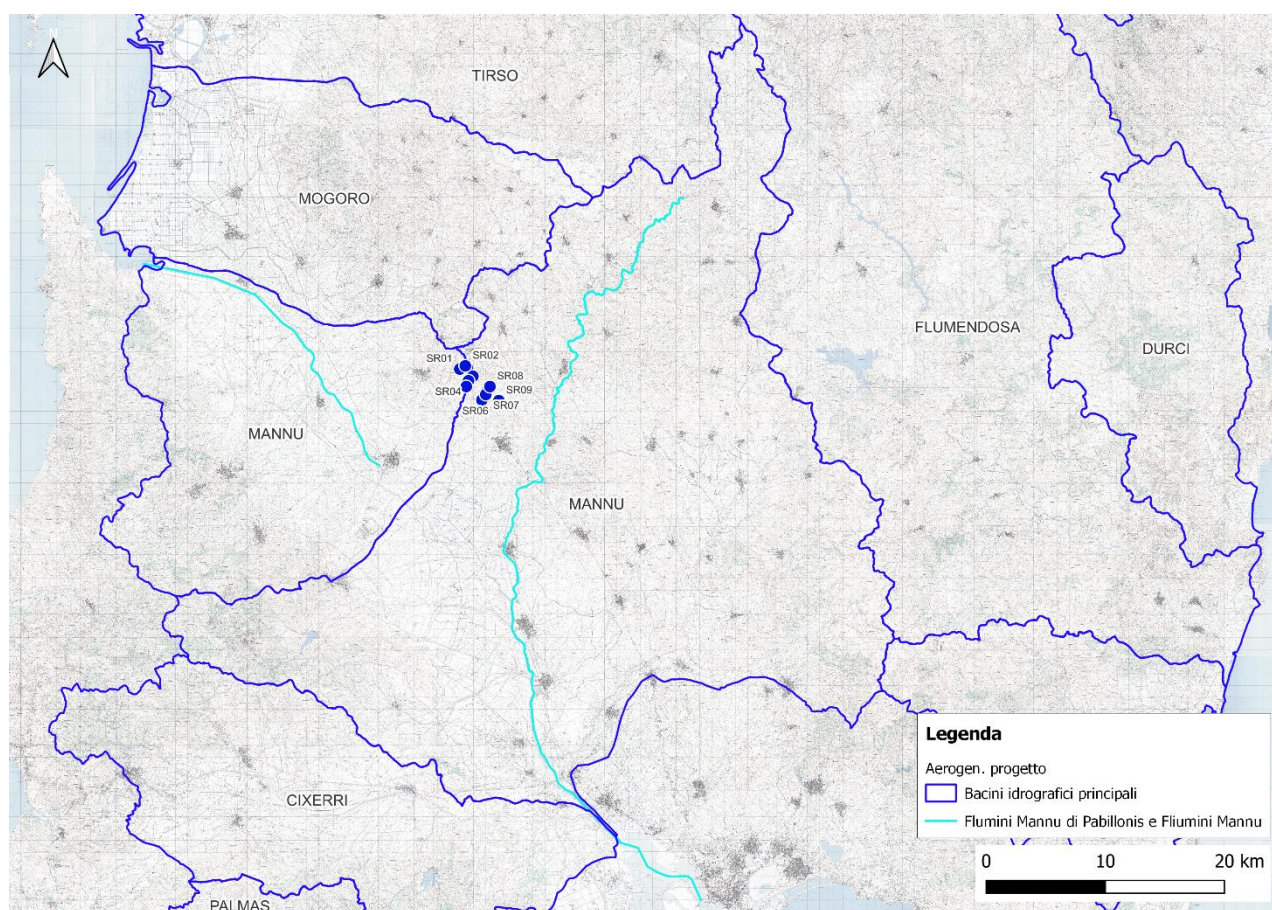 TIRSO
MOGORO
FLUMENDOSA
DURCI
SR01 SR02
SR04 SR08
SR09
SR06 SR07
MANNU
MANNU
CIXERRI
PALMAS
Legenda
Aerogen. progetto
Bacini idrografici principali
Flumini Mannu di Pabillonis e Fliumini Mannu
0 10 20 km